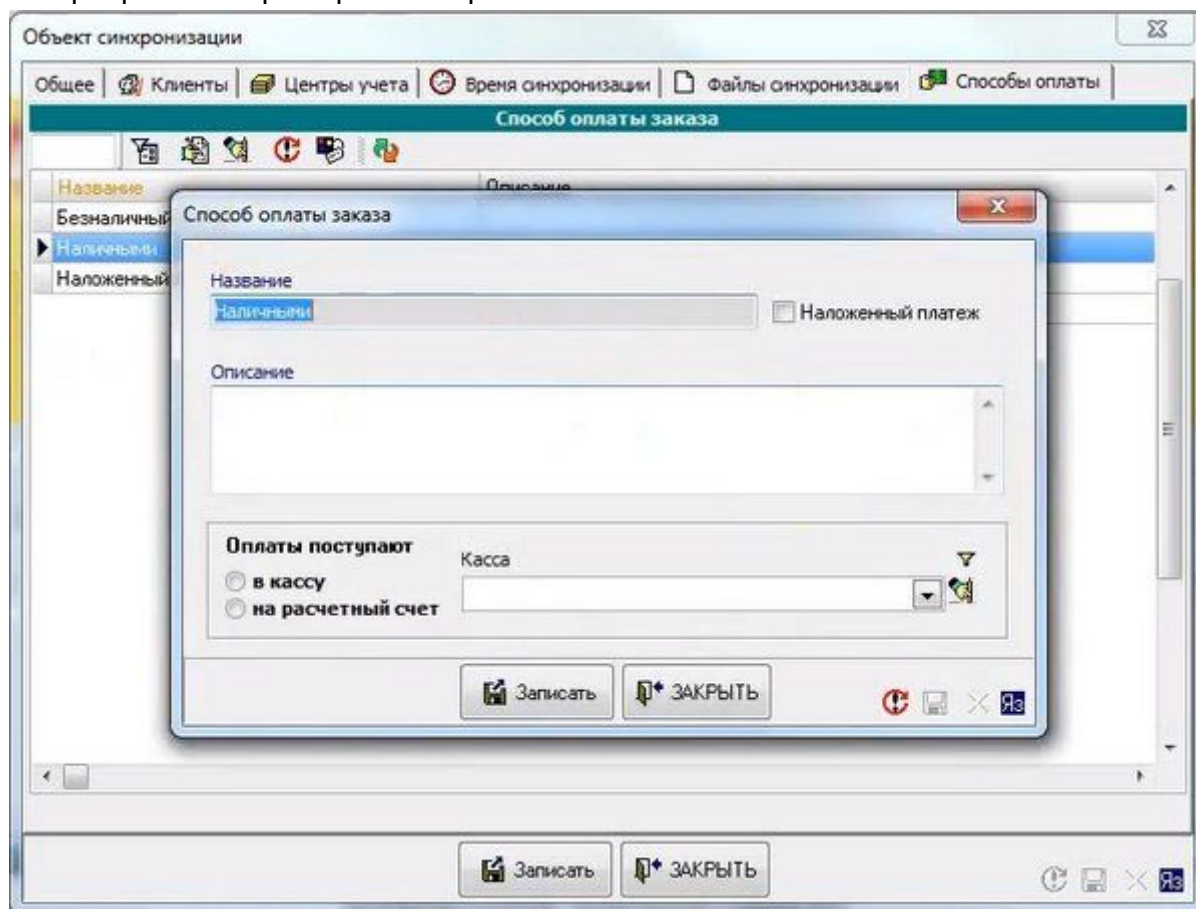 Объект синхронизации
Общее Клиенты Центры учета Время синхронизации Файлы синхронизации Способы оплаты
Способ оплаты заказа
Название Описание
Безналичный
Наличными
Наложенный
Способ оплаты заказа
Название
Наличными Наложенный платеж
Описание
Оплаты поступают
Касса
в кассу
на расчетный счет
Записать ЗАКРЫТЬ
Яз
Записать ЗАКРЫТЬ
Яз